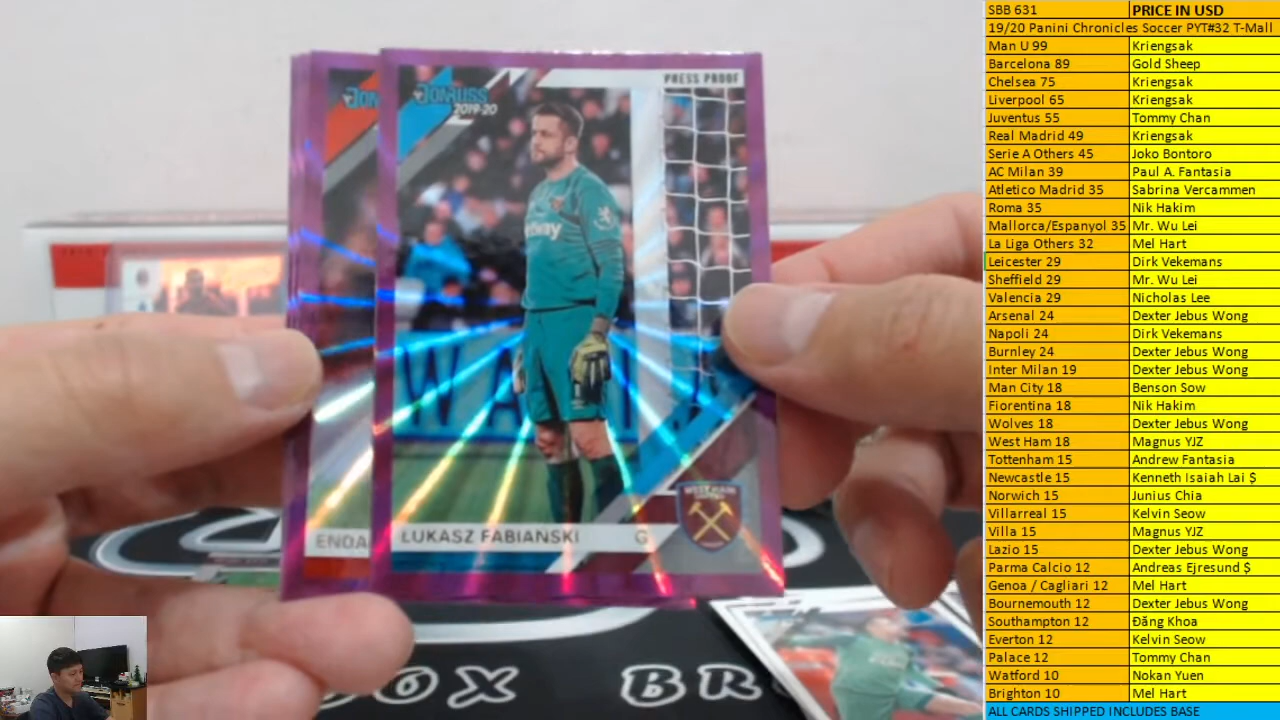 SBB 631 PRICE IN USD
19/20 Panini Chronicles Soccer PYT#32 T-Mall
Man U 99 Kriengsak
Barcelona 89 Gold Sheep
Chelsea 75 Kriengsak
Liverpool 65 Kriengsak
Juventus 55 Tommy Chan
Real Madrid 49 Kriengsak
Serie A Others 45 Joko Bontoro
AC Milan 39 Paul A. Fantasia
Atletico Madrid 35 Sabrina Vercammen
Roma 35 Nik Hakim
Mallorca/Espanyol 35 Mr. Wu Lei
La Liga Others 32 Mel Hart
Leicester 29 Dirk Vekemans
Sheffield 29 Mr. Wu Lei
Valencia 29 Nicholas Lee
Arsenal 24 Dexter Jebus Wong
Napoli 24 Dirk Vekemans
Burnley 24 Dexter Jebus Wong
Inter Milan 19 Dexter Jebus Wong
Man City 18 Benson Sow
Fiorentina 18 Nik Hakim
Wolves 18 Dexter Jebus Wong
West Ham 18 Magnus YJZ
Tottenham 15 Andrew Fantasia
Newcastle 15 Kenneth Isaiah Lai $
Norwich 15 Junius Chia
Villarreal 15 Kelvin Seow
Villa 15 Magnus YJZ
Lazio 15 Dexter Jebus Wong
Parma Calcio 12 Andreas Ejresund $
Genoa / Cagliari 12 Mel Hart
Bournemouth 12 Dexter Jebus Wong
Southampton 12 Đăng Khoa
Everton 12 Kelvin Seow
Palace 12 Tommy Chan
Watford 10 Nokan Yuen
Brighton 10 Mel Hart
ALL CARDS SHIPPED INCLUDES BASE
PRESS PROOF
DONRUSS
2019-20
DON
WA
WEST HAM
UNITED
ENDA
ŁUKASZ FABIANSKI G
OX BR